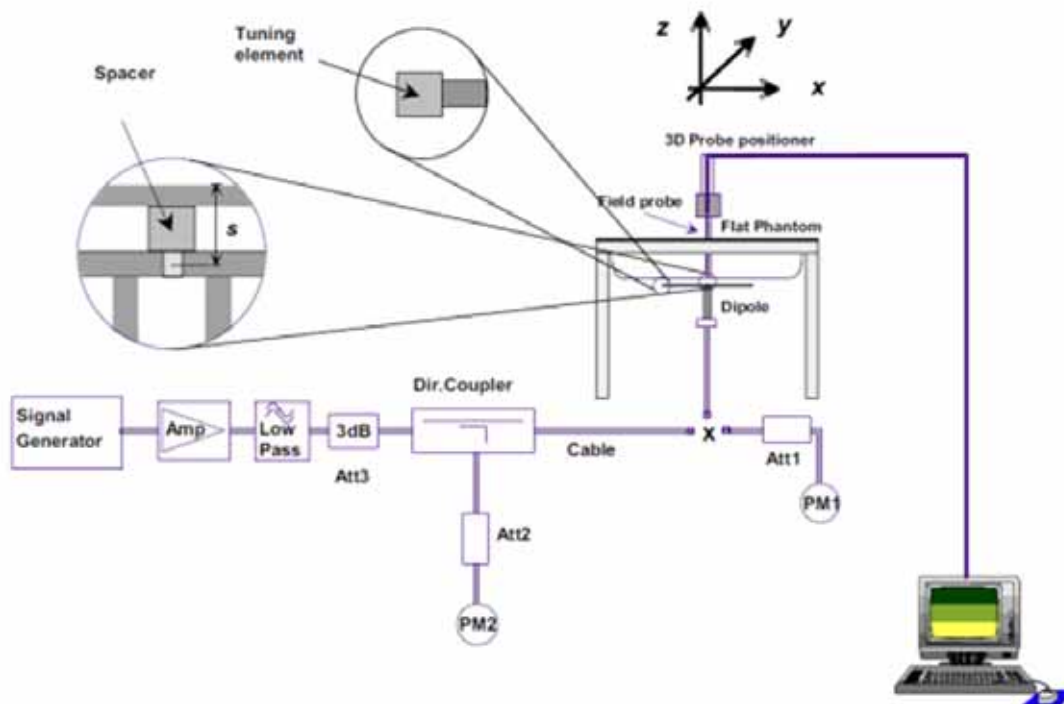 Tuning
element
Spacer
z
y
x
s
3D Probe positioner
Field probe
Flat Phantom
Dipole
Dir.Coupler
Signal
Generator
Amp
Low
Pass
3dB
Att3
Cable
X
Att1
PM1
Att2
PM2